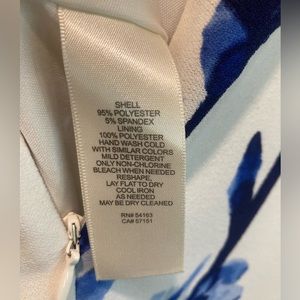 SHELL
95% POLYESTER
5% SPANDEX
LINING
100% POLYESTER
HAND WASH COLD
WITH SIMILAR COLORS
MILD DETERGENT
ONLY NON-CHLORINE
BLEACH WHEN NEEDED
RESHAPE,
LAY FLAT TO DRY
COOL IRON
AS NEEDED
MAY BE DRY CLEANED
RN# 54163
CA# 57151